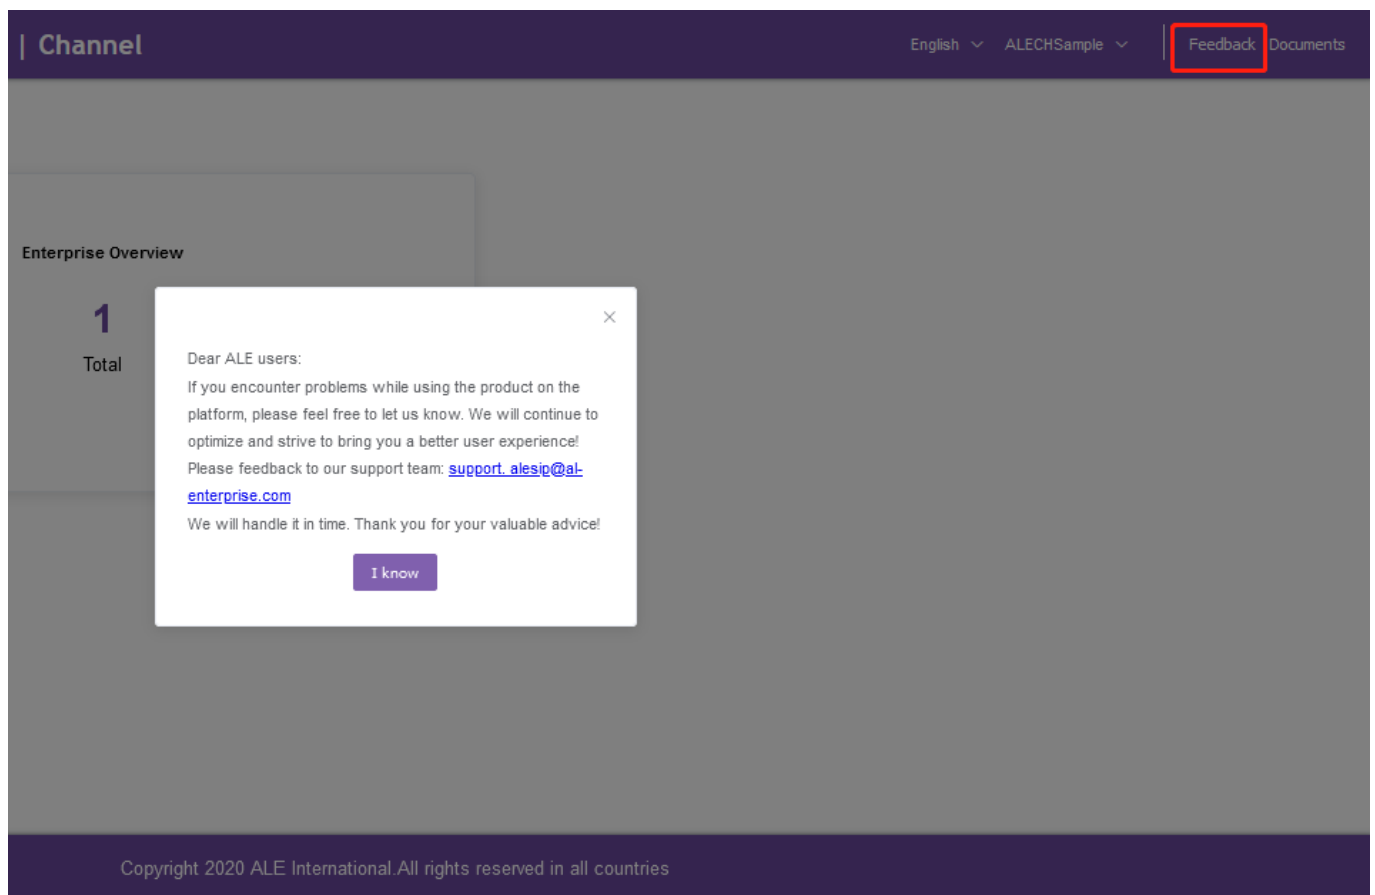 | Channel
English ALECHSample Feedback Documents
Enterprise Overview
1
Total
Dear ALE users:
If you encounter problems while using the product on the
platform, please feel free to let us know. We will continue to
optimize and strive to bring you a better user experience!
Please feedback to our support team: support. alesip@al-
enterprise.com
We will handle it in time. Thank you for your valuable advice!
I know
Copyright 2020 ALE International.All rights reserved in all countries